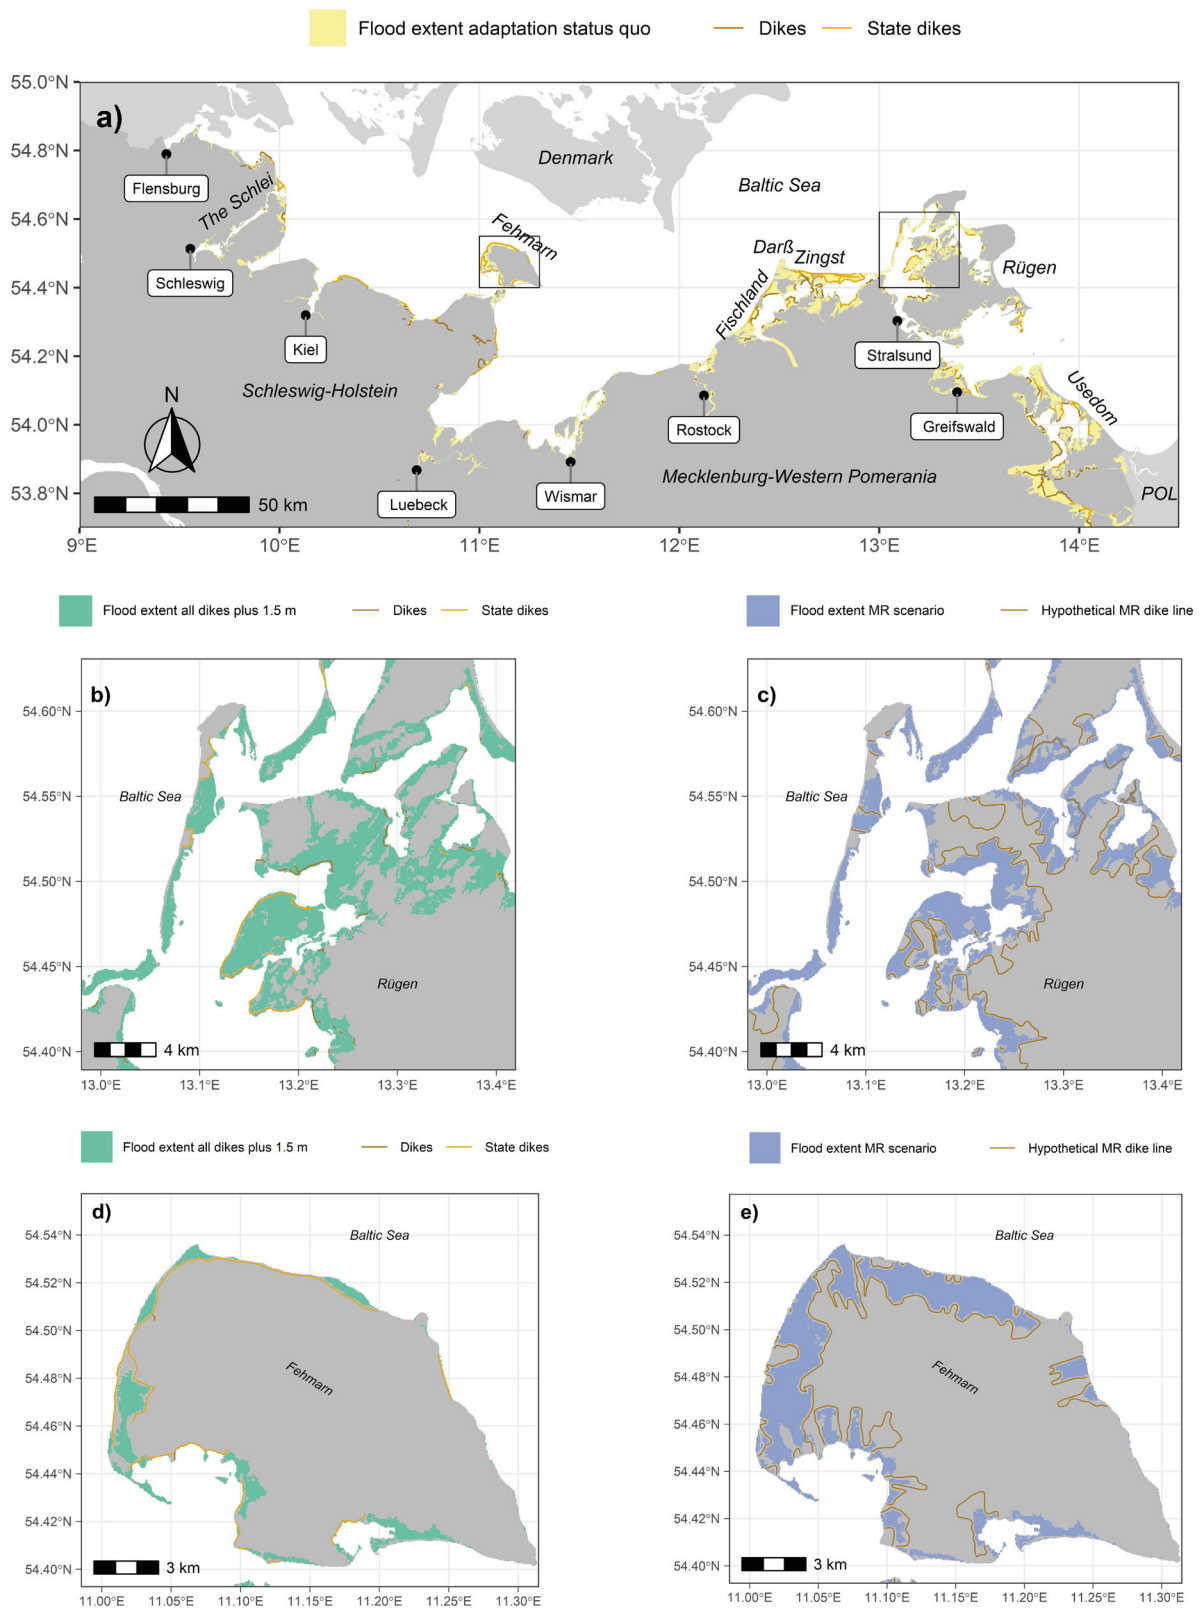 Flood extent adaptation status quo Dikes State dikes
55.0°N
a)
54.8°N
54.6°N
54.4°N
54.2°N
54.0°N
53.8°N
Denmark
Baltic Sea
Flensburg
The Schlei
Fehmarn
Darß
Zingst
Rügen
Schleswig
Fischland
Kiel
Stralsund
Schleswig-Holstein
Usedom
N
Rostock
Greifswald
Mecklenburg-Western Pomerania
Luebeck
Wismar
POL
50 km
9°E 10°E 11°E 12°E 13°E 14°E
Flood extent all dikes plus 1.5 m Dikes State dikes
b)
54.60°N
54.55°N
54.50°N
54.45°N
54.40°N
Baltic Sea
Rügen
4 km
13.0°E 13.1°E 13.2°E 13.3°E 13.4°E
Flood extent MR scenario Hypothetical MR dike line
c)
54.60°N
54.55°N
54.50°N
54.45°N
54.40°N
Baltic Sea
Rügen
4 km
13.0°E 13.1°E 13.2°E 13.3°E 13.4°E
Flood extent all dikes plus 1.5 m Dikes State dikes
d)
54.54°N
54.52°N
54.50°N
54.48°N
54.46°N
54.44°N
54.42°N
54.40°N
Baltic Sea
Fehmarn
3 km
11.00°E 11.05°E 11.10°E 11.15°E 11.20°E 11.25°E 11.30°E
Flood extent MR scenario Hypothetical MR dike line
e)
54.54°N
54.52°N
54.50°N
54.48°N
54.46°N
54.44°N
54.42°N
54.40°N
Baltic Sea
Fehmarn
3 km
11.00°E 11.05°E 11.10°E 11.15°E 11.20°E 11.25°E 11.30°E